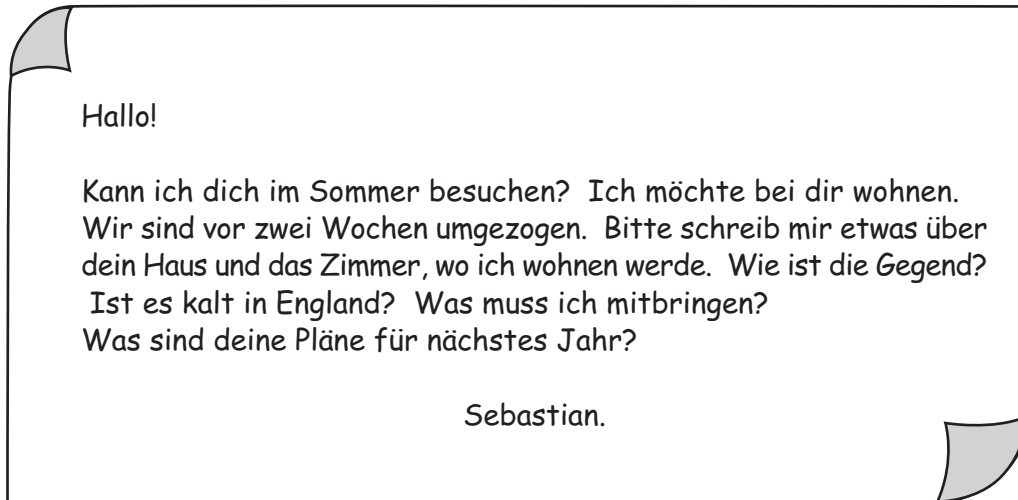 Hallo!
Kann ich dich im Sommer besuchen? Ich möchte bei dir wohnen.
Wir sind vor zwei Wochen umgezogen. Bitte schreib mir etwas über
dein Haus und das Zimmer, wo ich wohnen werde. Wie ist die Gegend?
Ist es kalt in England? Was muss ich mitbringen?
Was sind deine Pläne für nächstes Jahr?
Sebastian.